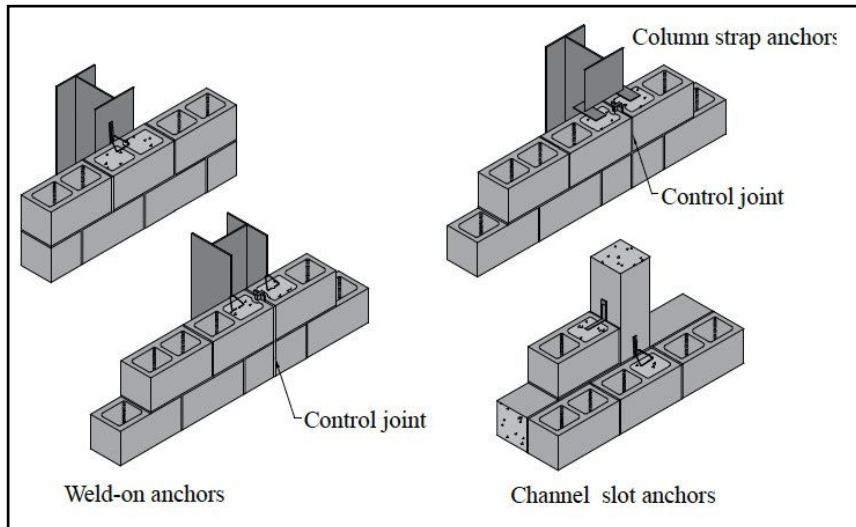 Column strap anchors
Control joint
Control joint
Weld-on anchors
Channel slot anchors